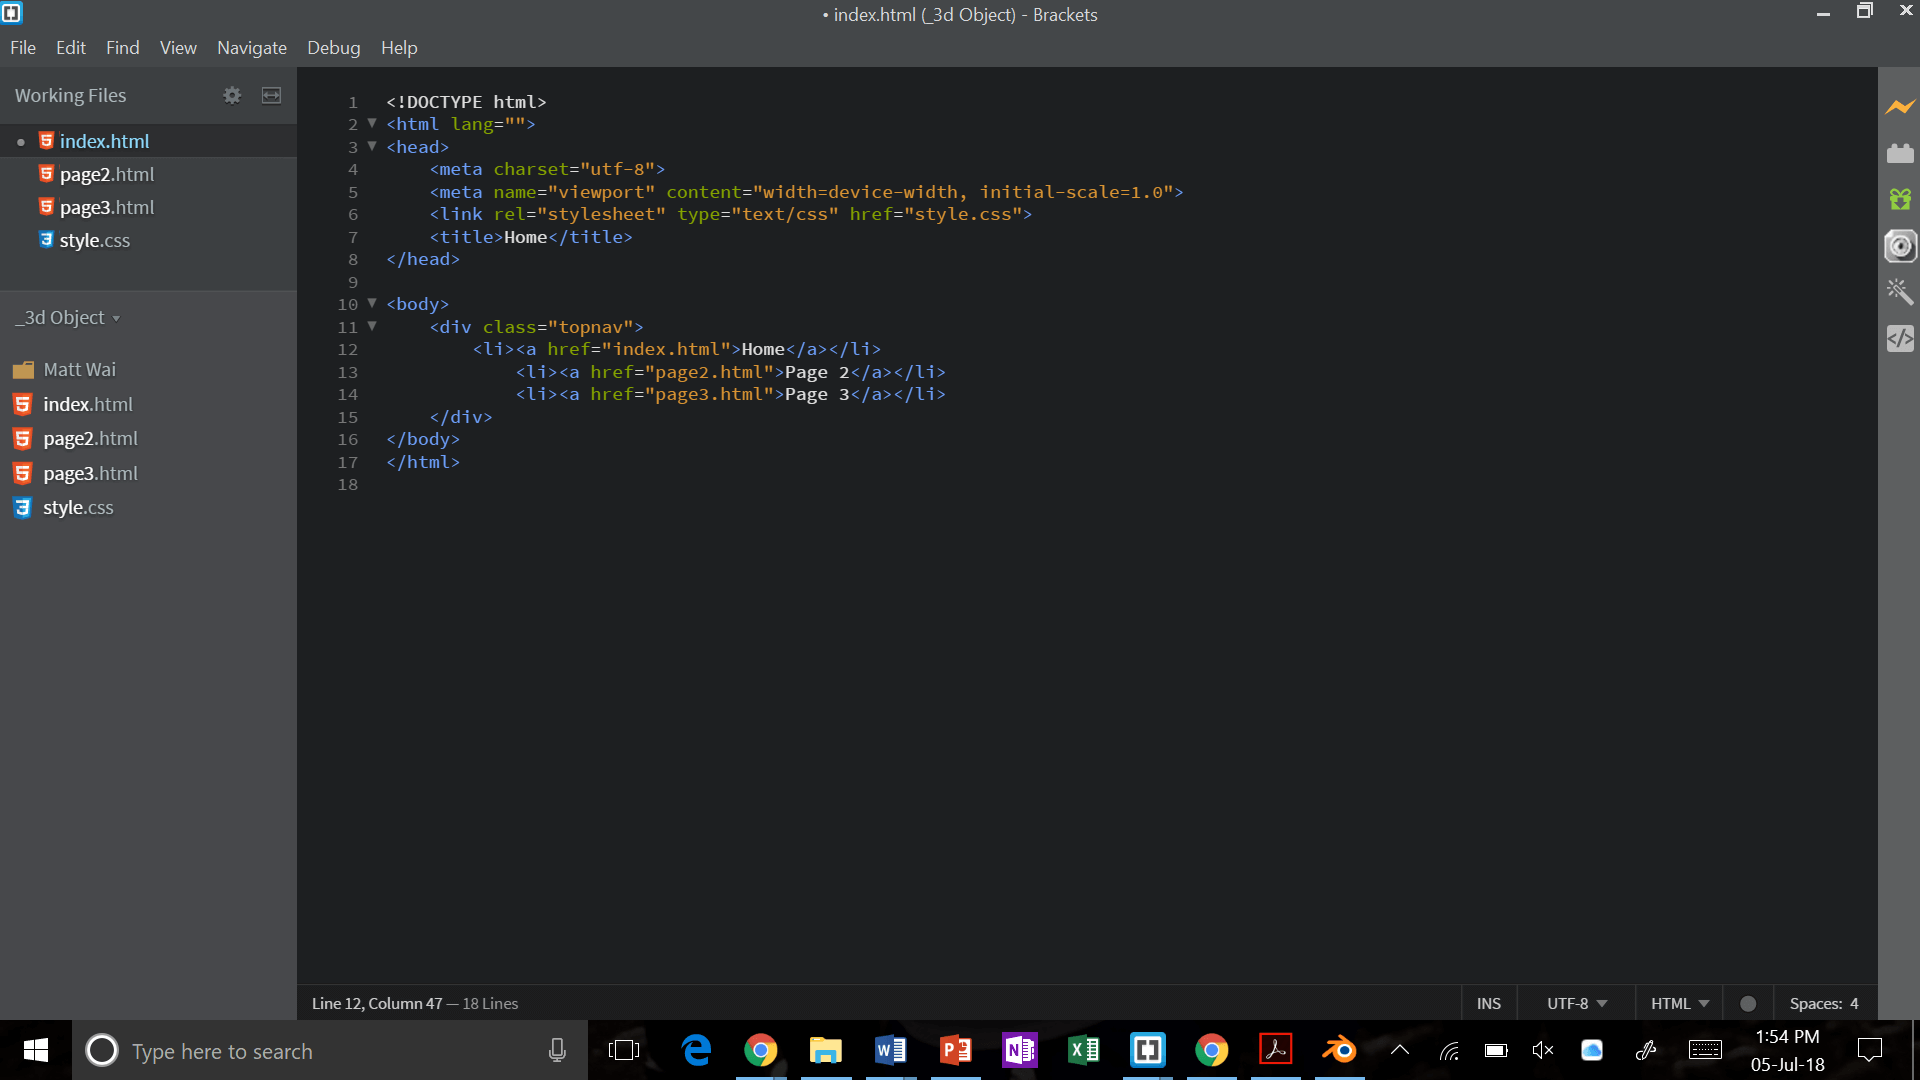 • index.html (_3d Object) - Brackets
File Edit Find View Navigate Debug Help
Working Files
index.html
page2.html
page3.html
style.css
_3d Object
Matt Wai
index.html
page2.html
page3.html
style.css
1 <!DOCTYPE html>
2 <html lang="">
3 <head>
4 <meta charset="utf-8">
5 <meta name="viewport" content="width=device-width, initial-scale=1.0">
6 <link rel="stylesheet" type="text/css" href="style.css">
7 <title>Home</title>
8 </head>
9
10 <body>
11 <div class="topnav">
12 <li><a href="index.html">Home</a></li>
13 <li><a href="page2.html">Page 2</a></li>
14 <li><a href="page3.html">Page 3</a></li>
15 </div>
16 </body>
17 </html>
18
Line 12, Column 47 — 18 Lines
INS UTF-8 HTML Spaces: 4
Type here to search
1:54 PM
05-Jul-18